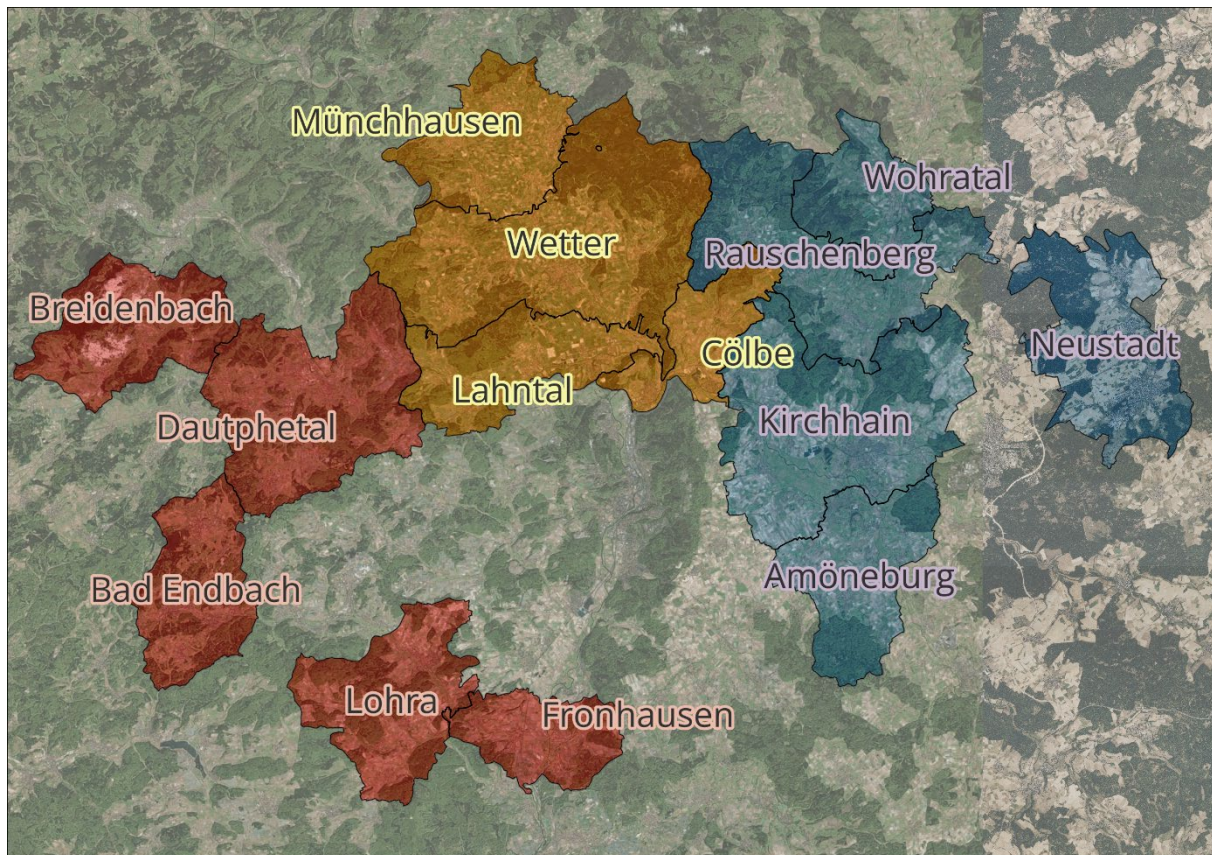 Münchhausen
Wohratal
Wetter
Rauschenberg
Breidenbach
Neustadt
Cölbe
Lahntal
Kirchhain
Dautphetal
Amöneburg
Bad Endbach
Lohra
Fronhausen